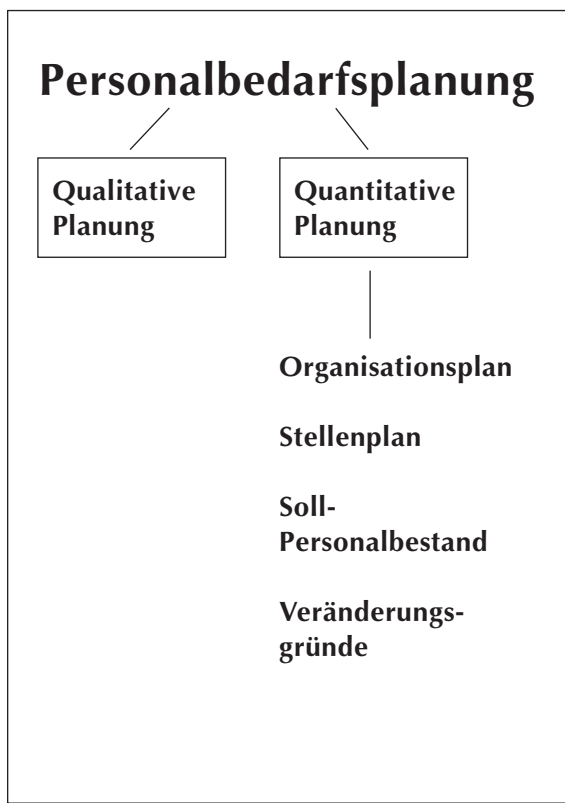 Personalbedarfsplanung
Qualitative
Planung
Quantitative
Planung
Organisationsplan
Stellenplan
Soll-
Personalbestand
Veränderungs-
gründe